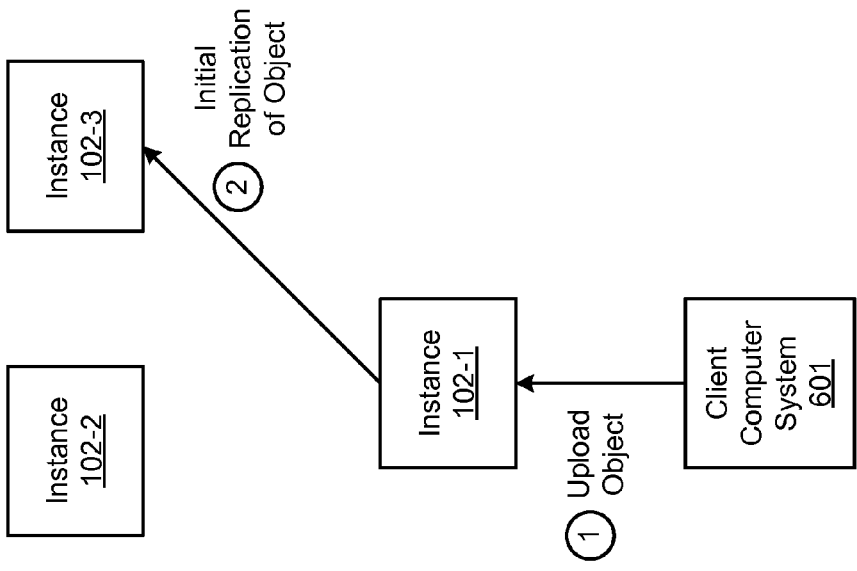 Instance
102-2
Instance
102-3
2
Initial
Replication
of Object
Instance
102-1
1
Upload
Object
Client
Computer
System
601